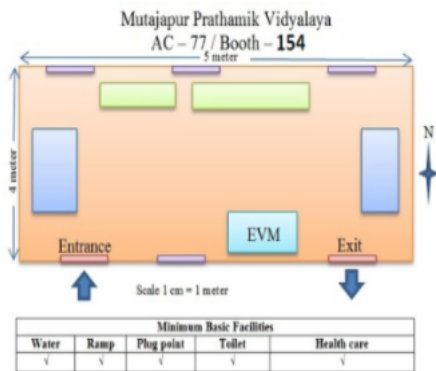 Mutajapur Prathamik Vidyalaya
AC – 77 / Booth – 154
5 meter
4 meter
N
EVM
Entrance
Exit
Scale 1 cm = 1 meter
Minimum Basic Facilities
Water Ramp Plug point Toilet Health care
√ √ √ √ √